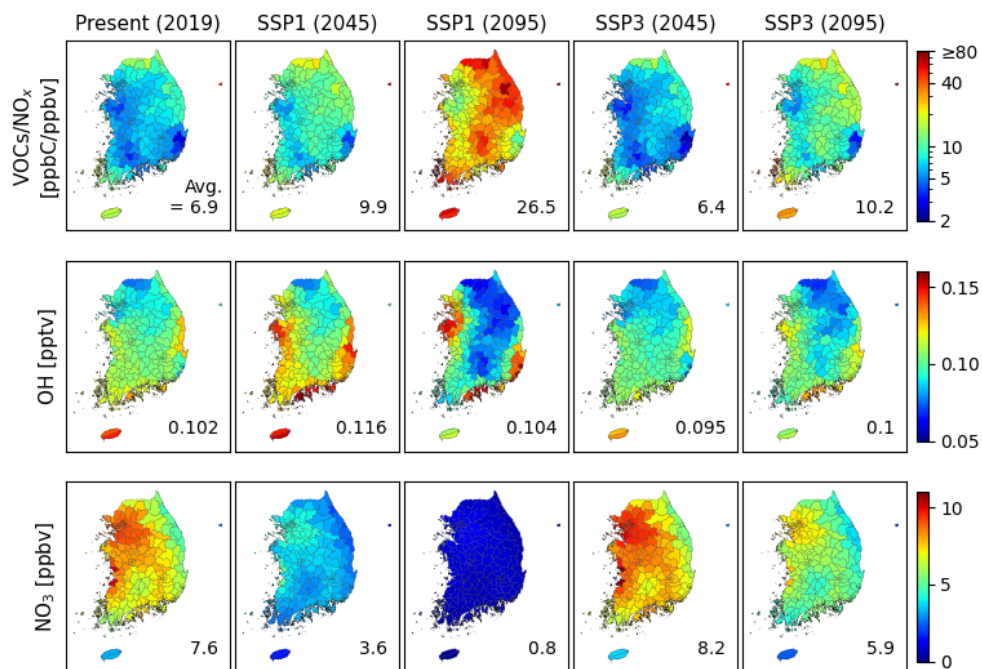 Present (2019) SSP1 (2045) SSP1 (2095) SSP3 (2045) SSP3 (2095)
VOCs/NOx
[ppbC/ppbv]
Avg.
= 6.9 9.9 26.5 6.4 10.2
≥80
40
10
5
2
OH [pptv]
0.102 0.116 0.104 0.095 0.1
0.15
0.10
0.05
NO3 [ppbv]
7.6 3.6 0.8 8.2 5.9
10
5
0